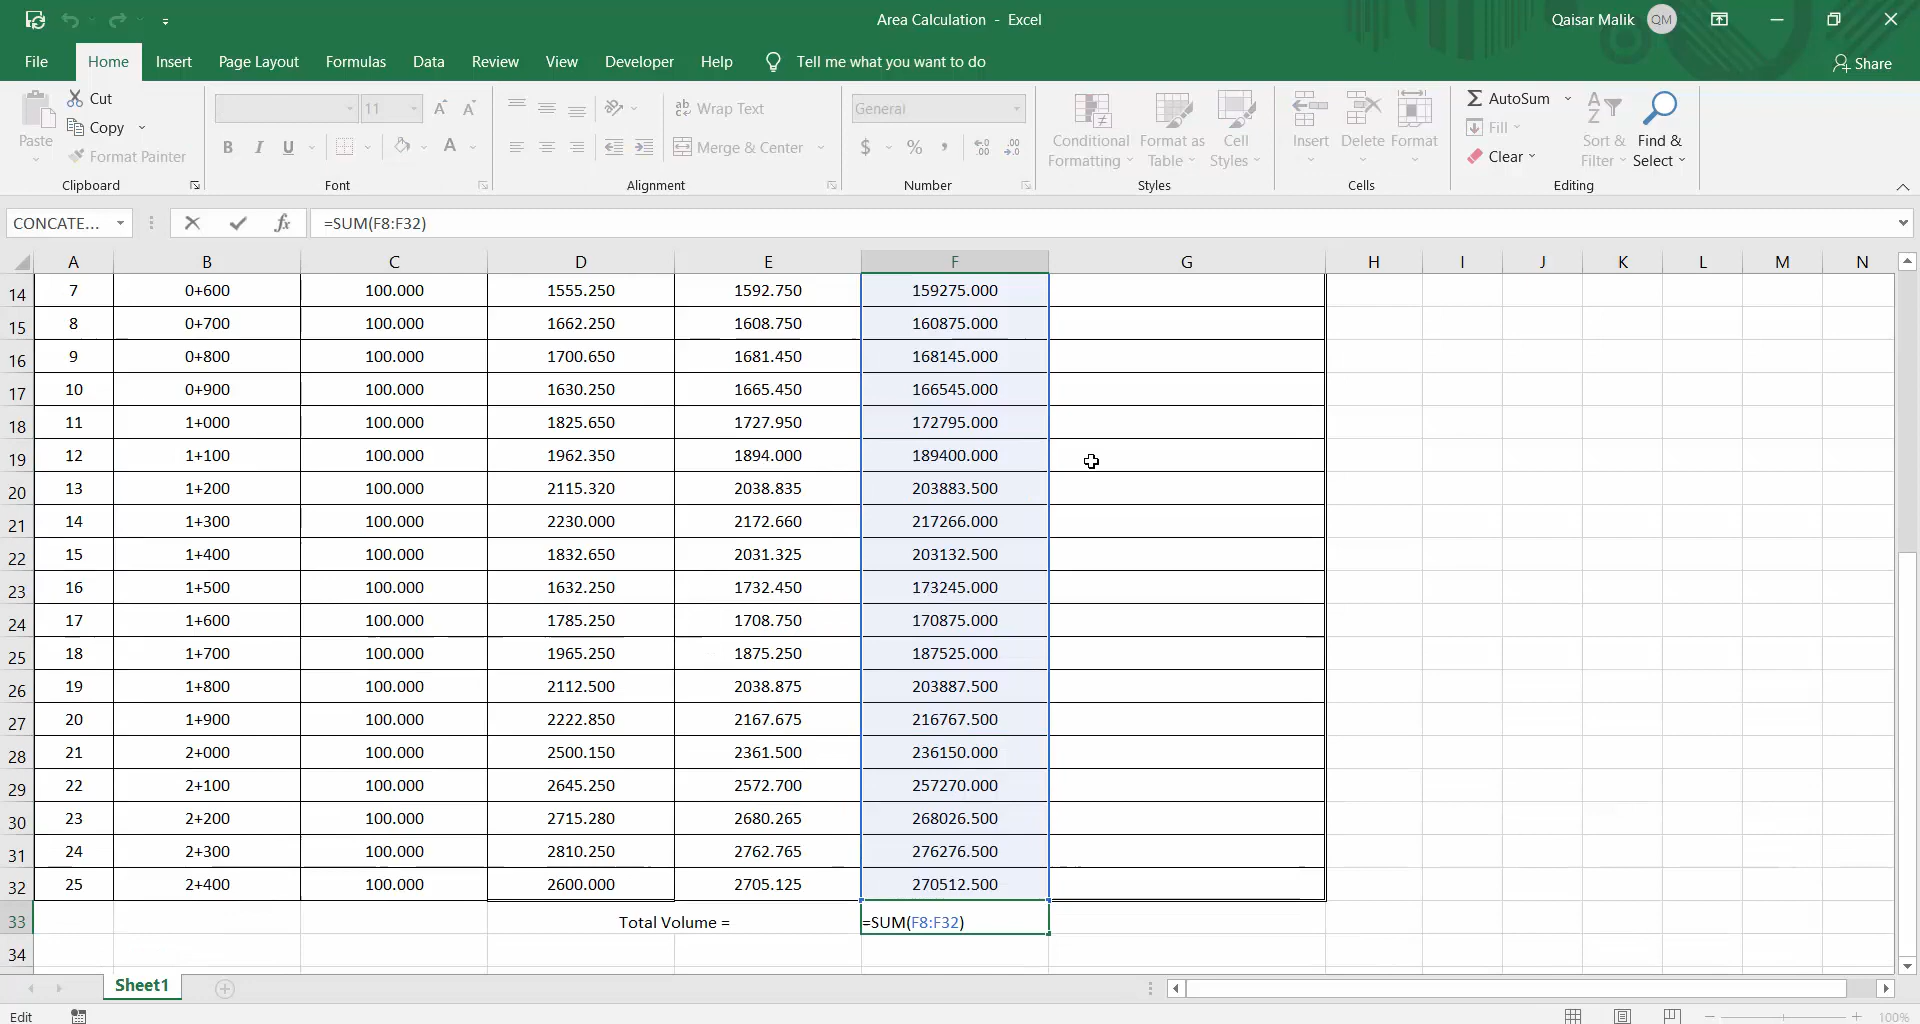 Area Calculation - Excel
Qaisar Malik QM
File Home Insert Page Layout Formulas Data Review View Developer Help Tell me what you want to do Share
Paste Cut Copy Format Painter
Clipboard
11 A A
B I U A
Font
ab Wrap Text
Merge & Center
Alignment
General
$ % , .00 .00
Number
Conditional Formatting Format as Table Cell Styles
Styles
Insert Delete Format
Cells
AutoSum Fill Clear
Sort & Filter Find & Select
Editing
CONCATE... fx =SUM(F8:F32)
A B C D E F G H I J K L M N
14 7 0+600 100.000 1555.250 1592.750 159275.000
15 8 0+700 100.000 1662.250 1608.750 160875.000
16 9 0+800 100.000 1700.650 1681.450 168145.000
17 10 0+900 100.000 1630.250 1665.450 166545.000
18 11 1+000 100.000 1825.650 1727.950 172795.000
19 12 1+100 100.000 1962.350 1894.000 189400.000
20 13 1+200 100.000 2115.320 2038.835 203883.500
21 14 1+300 100.000 2230.000 2172.660 217266.000
22 15 1+400 100.000 1832.650 2031.325 203132.500
23 16 1+500 100.000 1632.250 1732.450 173245.000
24 17 1+600 100.000 1785.250 1708.750 170875.000
25 18 1+700 100.000 1965.250 1875.250 187525.000
26 19 1+800 100.000 2112.500 2038.875 203887.500
27 20 1+900 100.000 2222.850 2167.675 216767.500
28 21 2+000 100.000 2500.150 2361.500 236150.000
29 22 2+100 100.000 2645.250 2572.700 257270.000
30 23 2+200 100.000 2715.280 2680.265 268026.500
31 24 2+300 100.000 2810.250 2762.765 276276.500
32 25 2+400 100.000 2600.000 2705.125 270512.500
33 Total Volume = =SUM(F8:F32)
34
Sheet1
Edit 100%